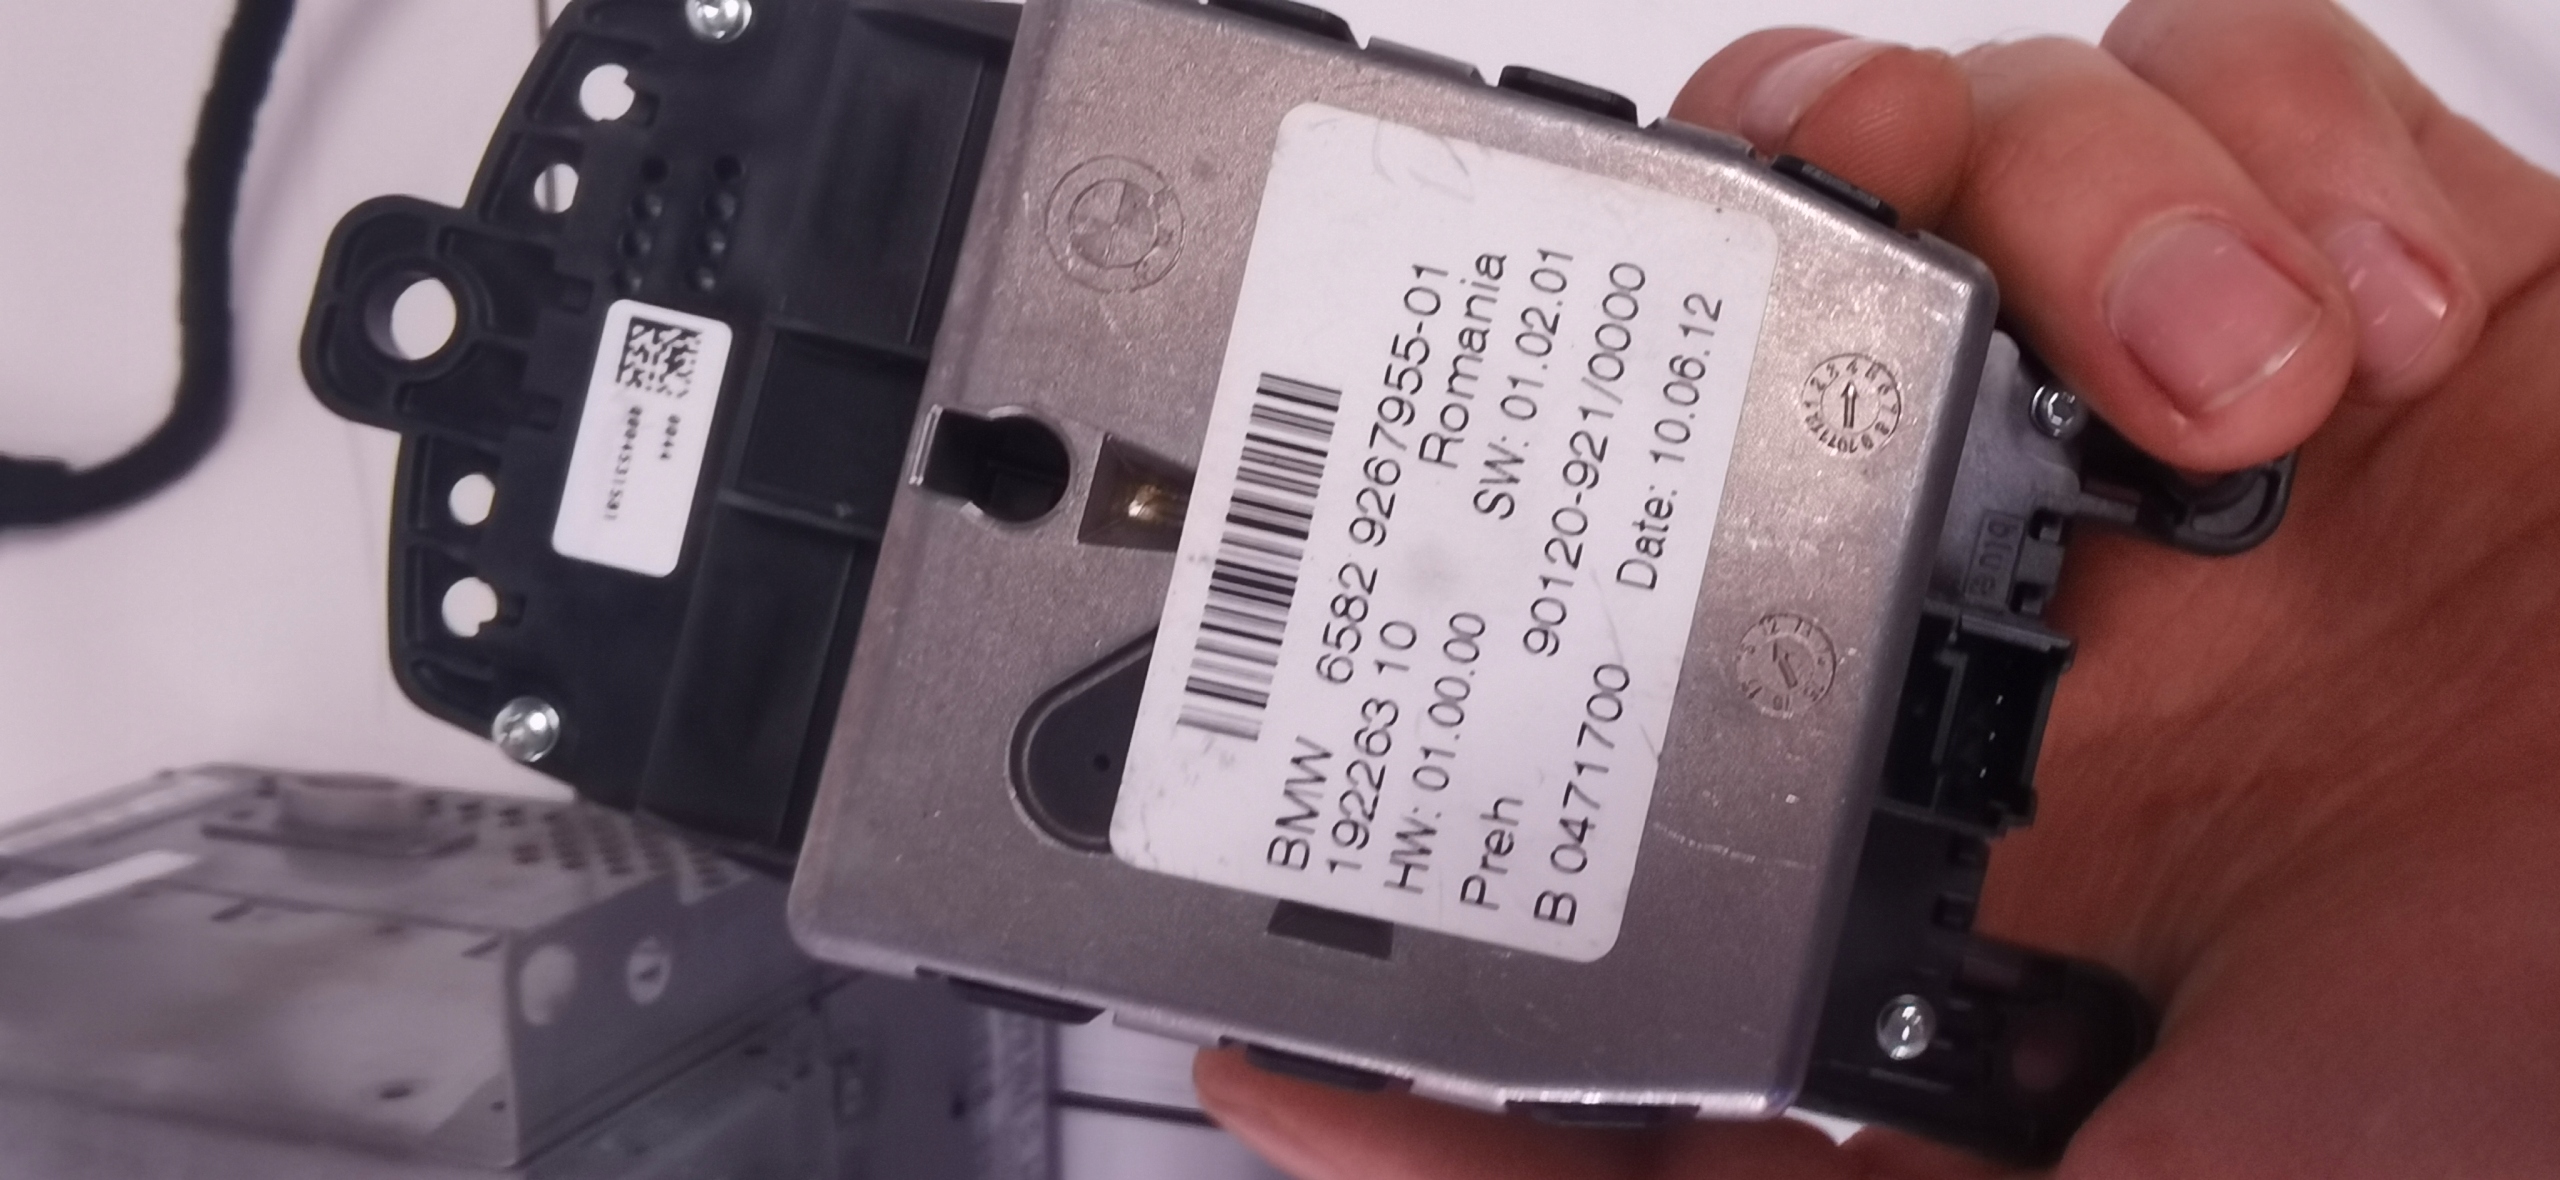 BMW 6582 9267955-01
192263 10 Romania
HW: 01.00.00 SW: 01.02.01
Preh 90120-921/0000
B 0471700 Date: 10.06.12